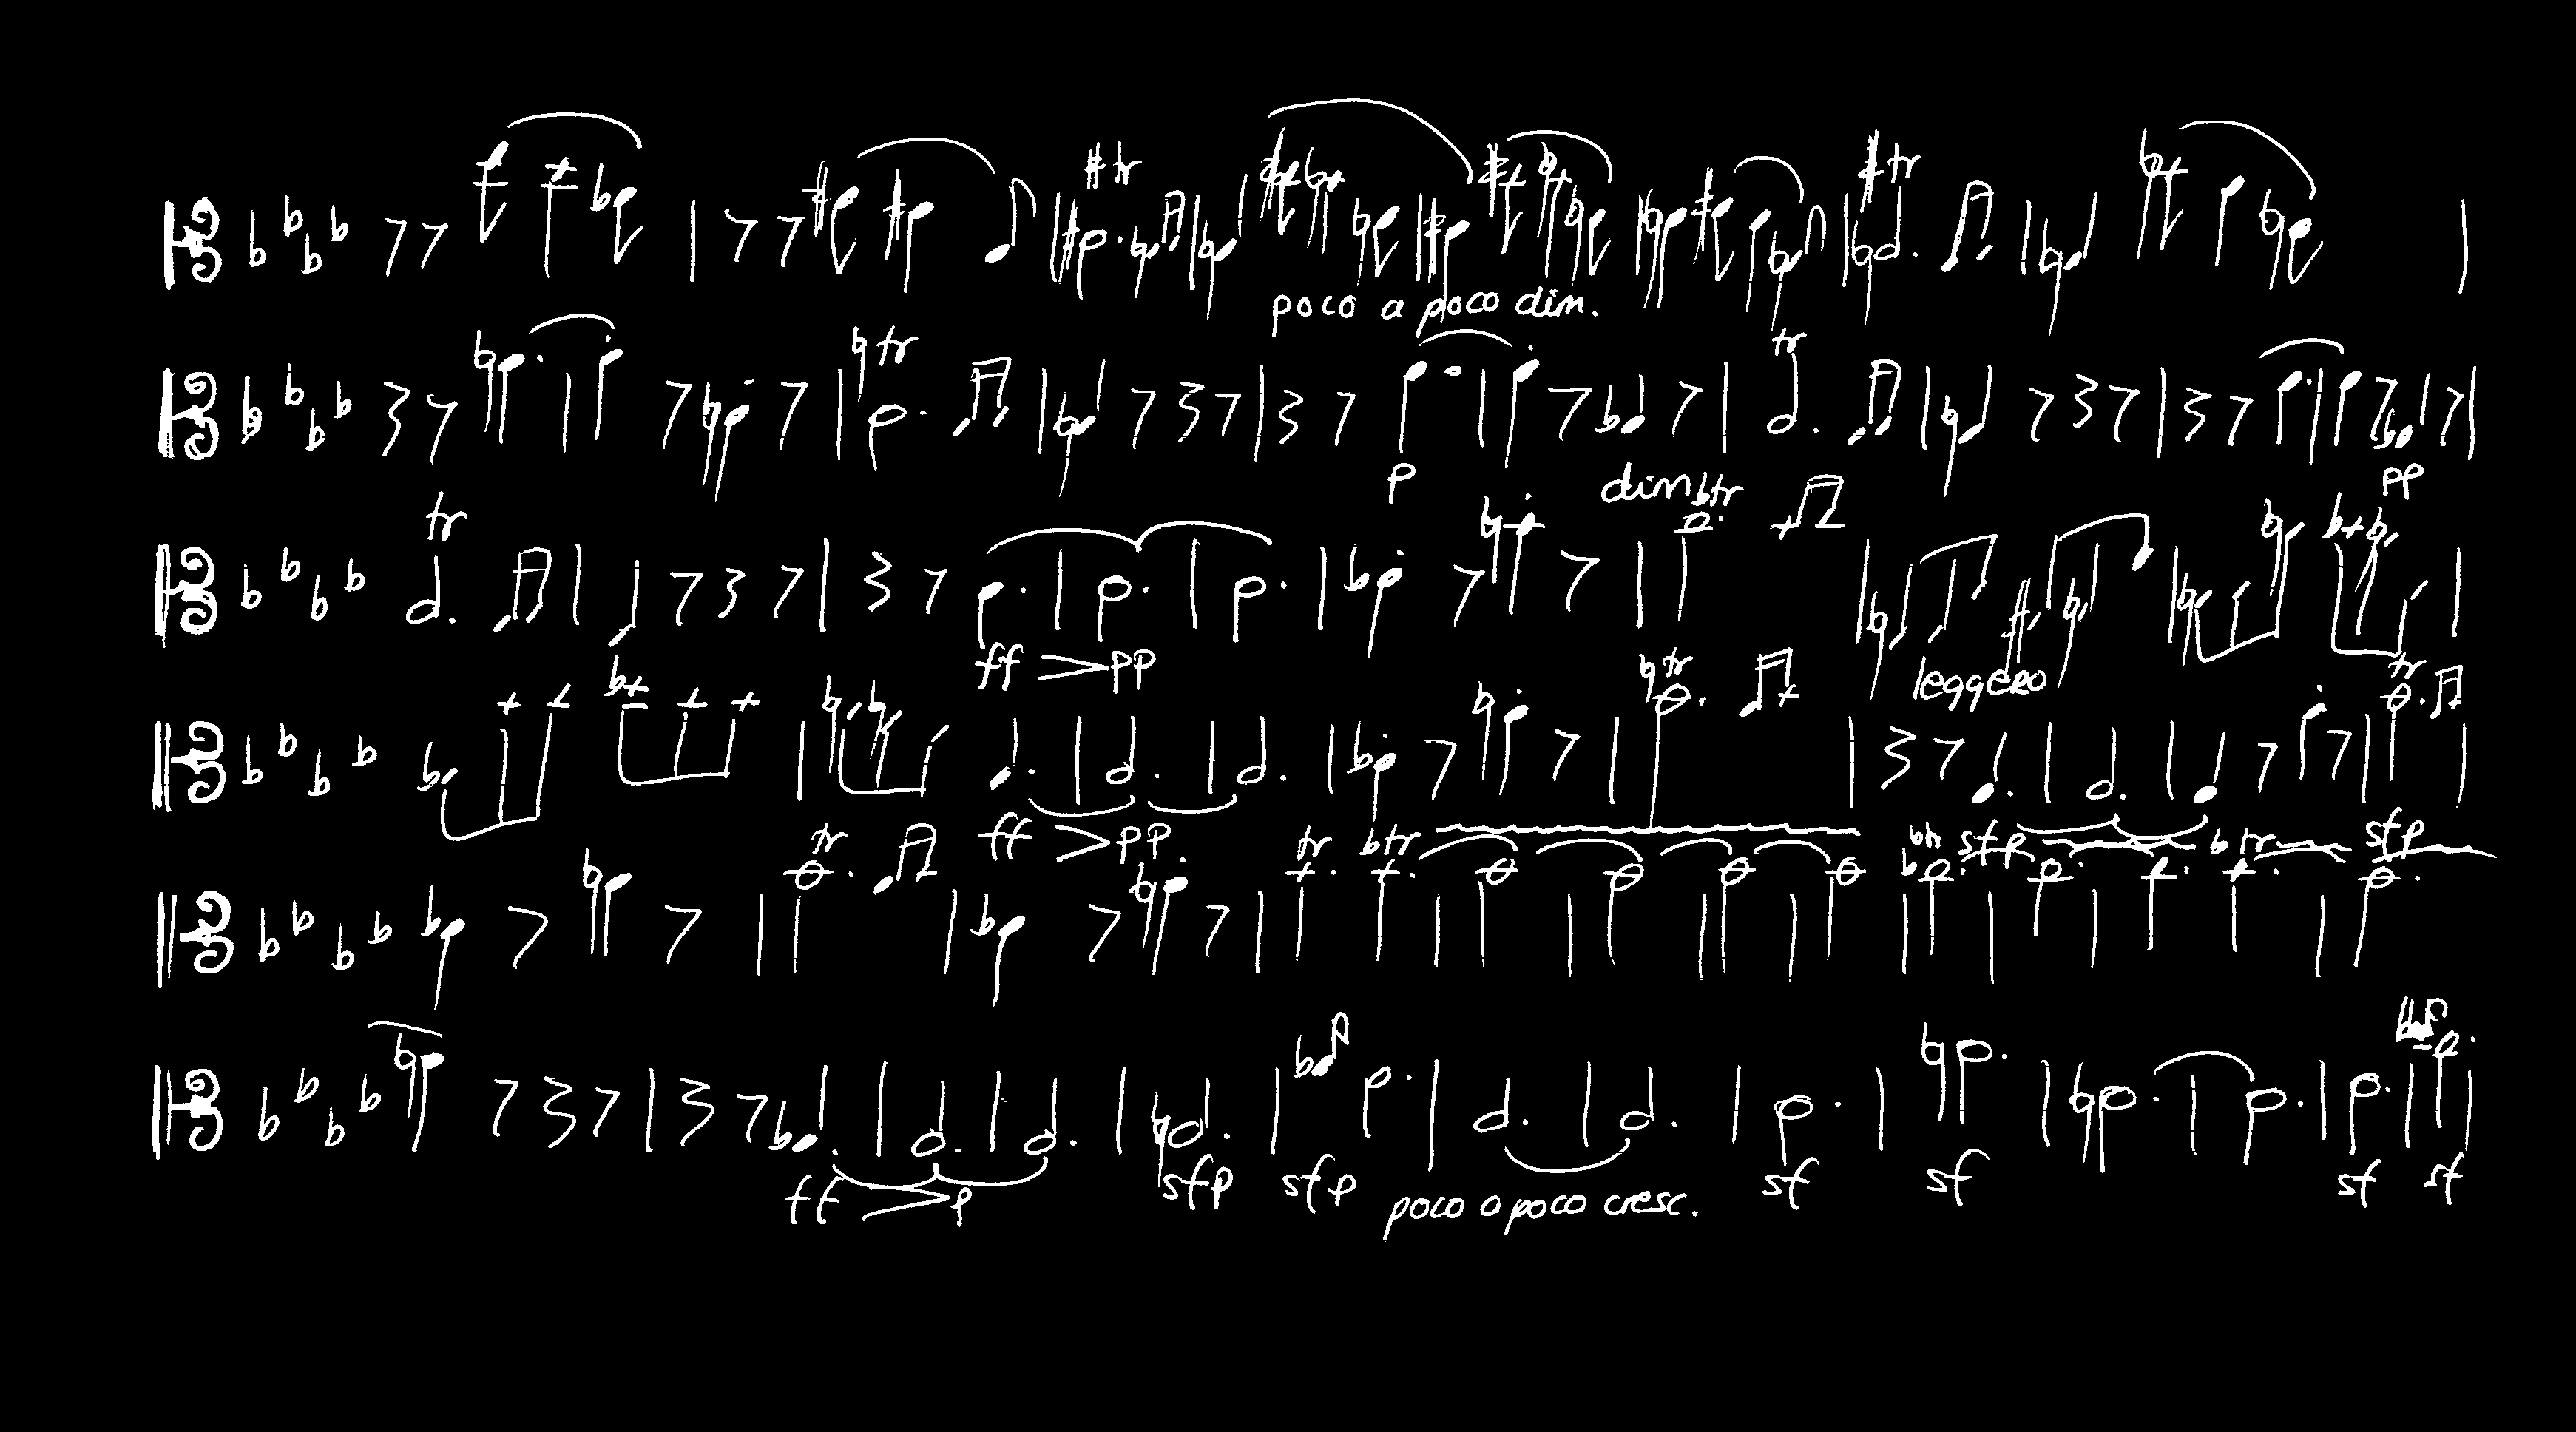 tr tr
poco a poco dim.
tr tr
p dim tr pp
tr
ff pp leggero
tr tr
ff pp. sfp sfp
tr tr tr tr tr
ff p sfp sfp poco a poco cresc. sf sf sf sf